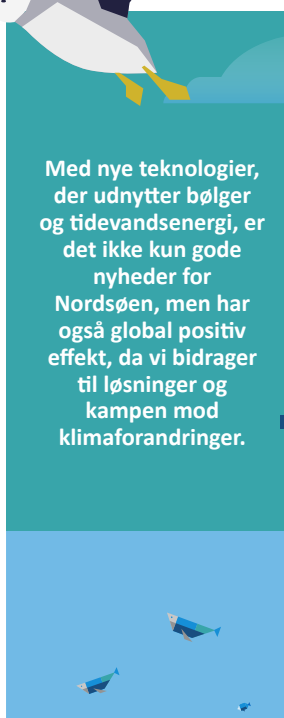 Med nye teknologier,
der udnytter bølger
og tidevandsenergi, er
det ikke kun gode
nyheder for
Nordsøen, men har
også global positiv
effekt, da vi bidrager
til løsninger og
kampen mod
klimaforandringer.